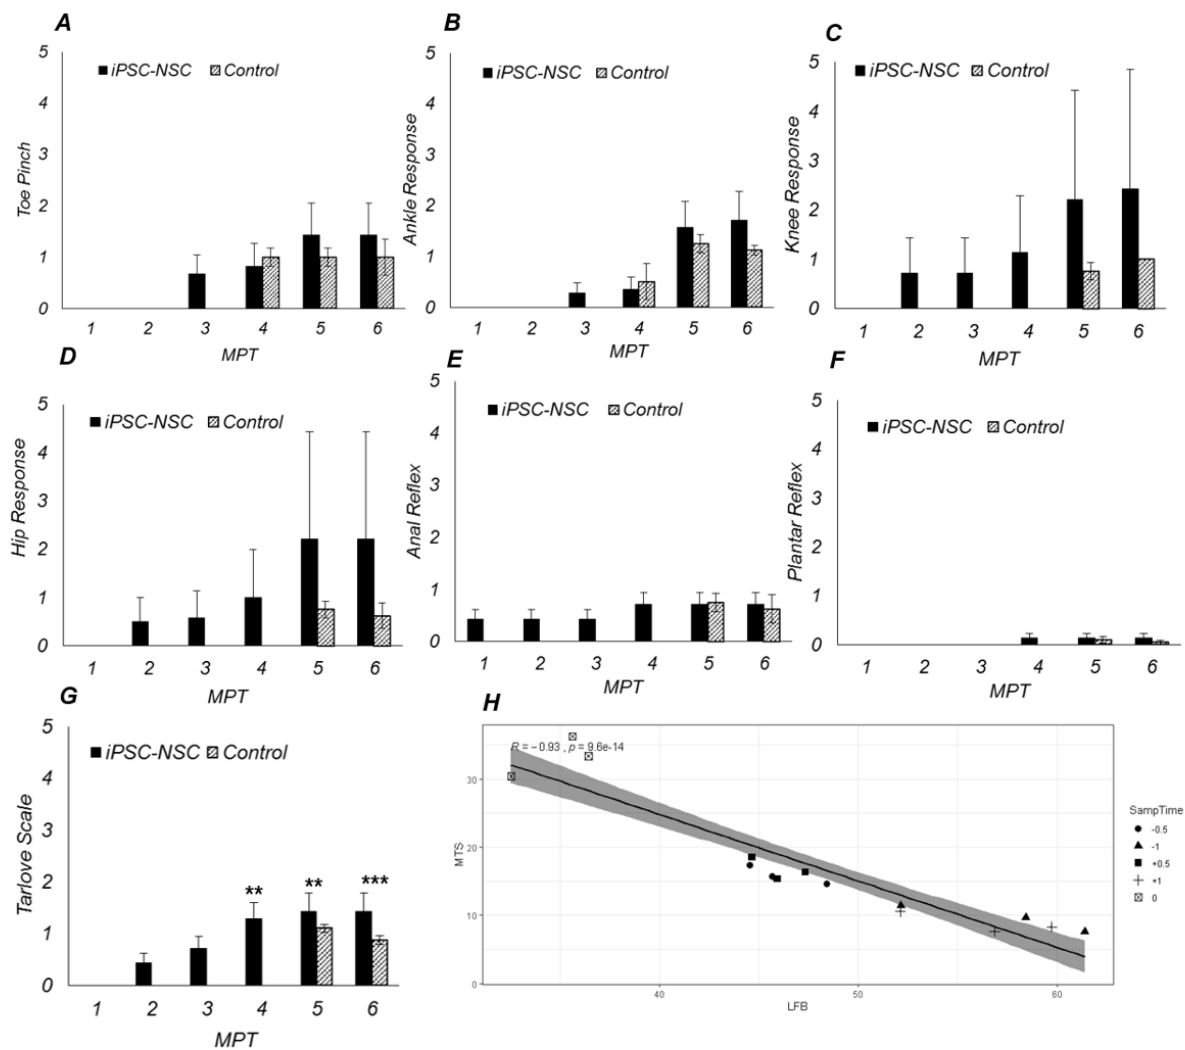 A
5
4
3
2
1
0
Toe Pinch
iPSC-NSC Control
1 2 3 4 5 6
MPT
B
5
4
3
2
1
0
Ankle Response
iPSC-NSC Control
1 2 3 4 5 6
MPT
C
5
4
3
2
1
0
Knee Response
iPSC-NSC Control
1 2 3 4 5 6
MPT
D
5
4
3
2
1
0
Hip Response
iPSC-NSC Control
1 2 3 4 5 6
MPT
E
5
4
3
2
1
0
Anal Reflex
iPSC-NSC Control
1 2 3 4 5 6
MPT
F
5
4
3
2
1
0
Plantar Reflex
iPSC-NSC Control
1 2 3 4 5 6
MPT
G
5
4
3
2
1
0
Tarlove Scale
iPSC-NSC Control
** ** ***
1 2 3 4 5 6
MPT
H
R = −0.93 , p = 9.6e-14
30
20
10
0
MTS
40 50 60
LFB
SampTime
-0.5
-1
+0.5
+1
0